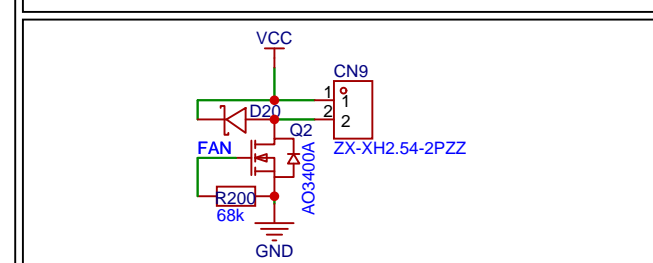 VCC
CN9
1
1
2
2
D20
Q2
FAN
ZX-XH2.54-2PZZ
AO3400A
R200
68k
GND